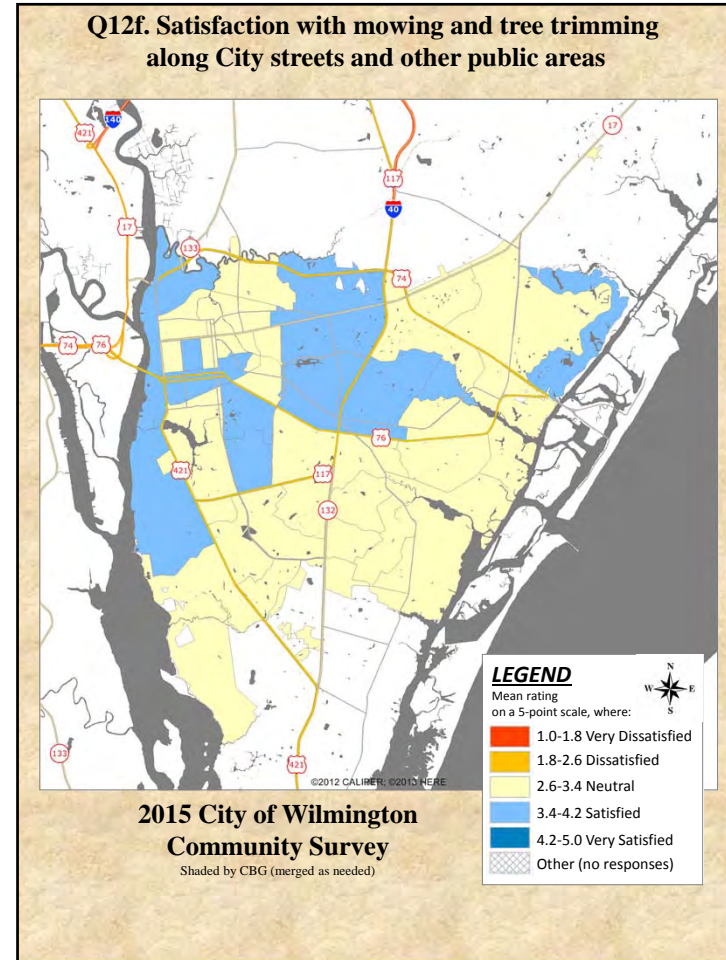 Q12f. Satisfaction with mowing and tree trimming
along City streets and other public areas
140
421
17
117
17
40
133
74
74
76
76
421
117
132
133
421
LEGEND
Mean rating
on a 5-point scale, where:
N
W
E
S
1.0-1.8 Very Dissatisfied
1.8-2.6 Dissatisfied
2.6-3.4 Neutral
3.4-4.2 Satisfied
4.2-5.0 Very Satisfied
Other (no responses)
©2012 CALIPER; ©2013 HERE
2015 City of Wilmington
Community Survey
Shaded by CBG (merged as needed)